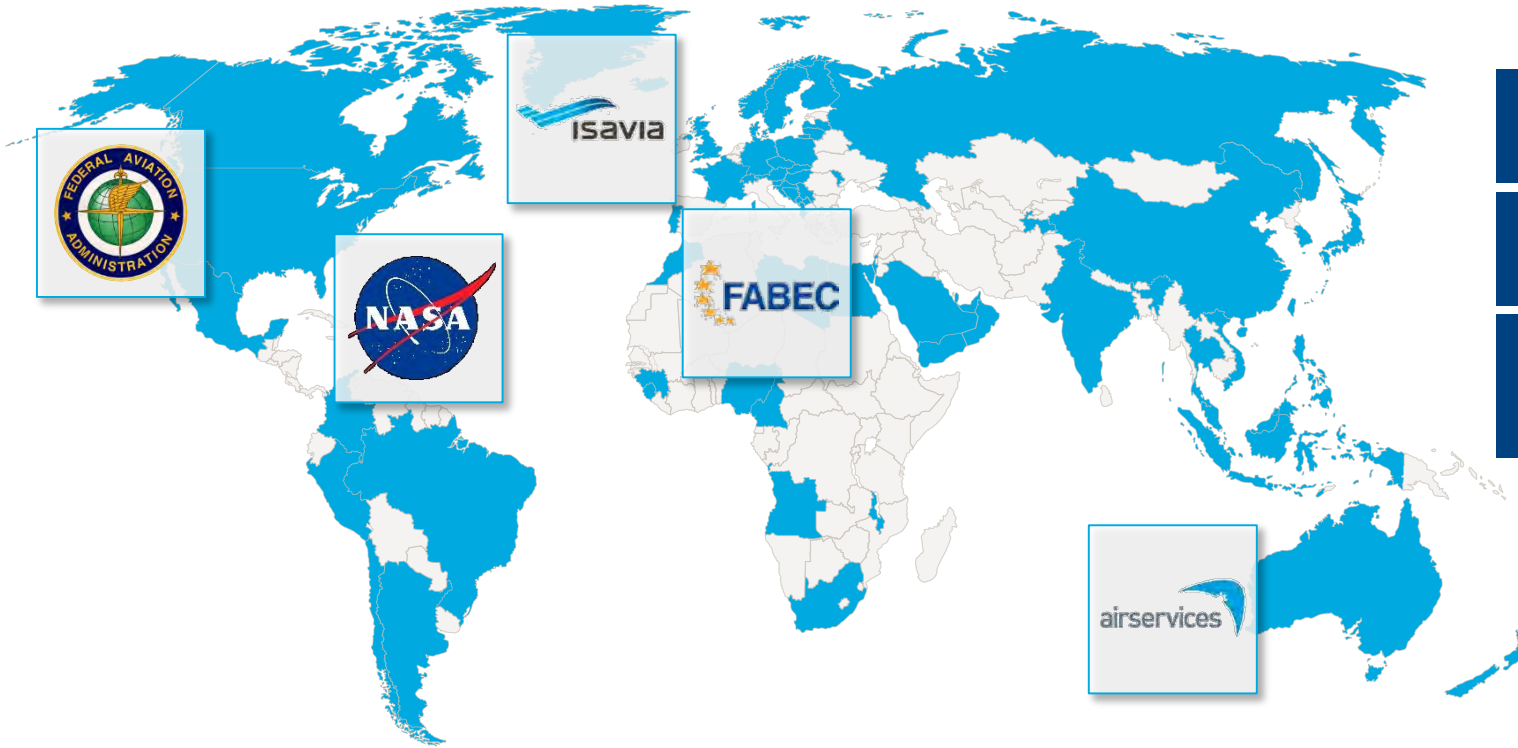 isavia
FEDERAL AVIATION
ADMINISTRATION
NASA
FABEC
airservices